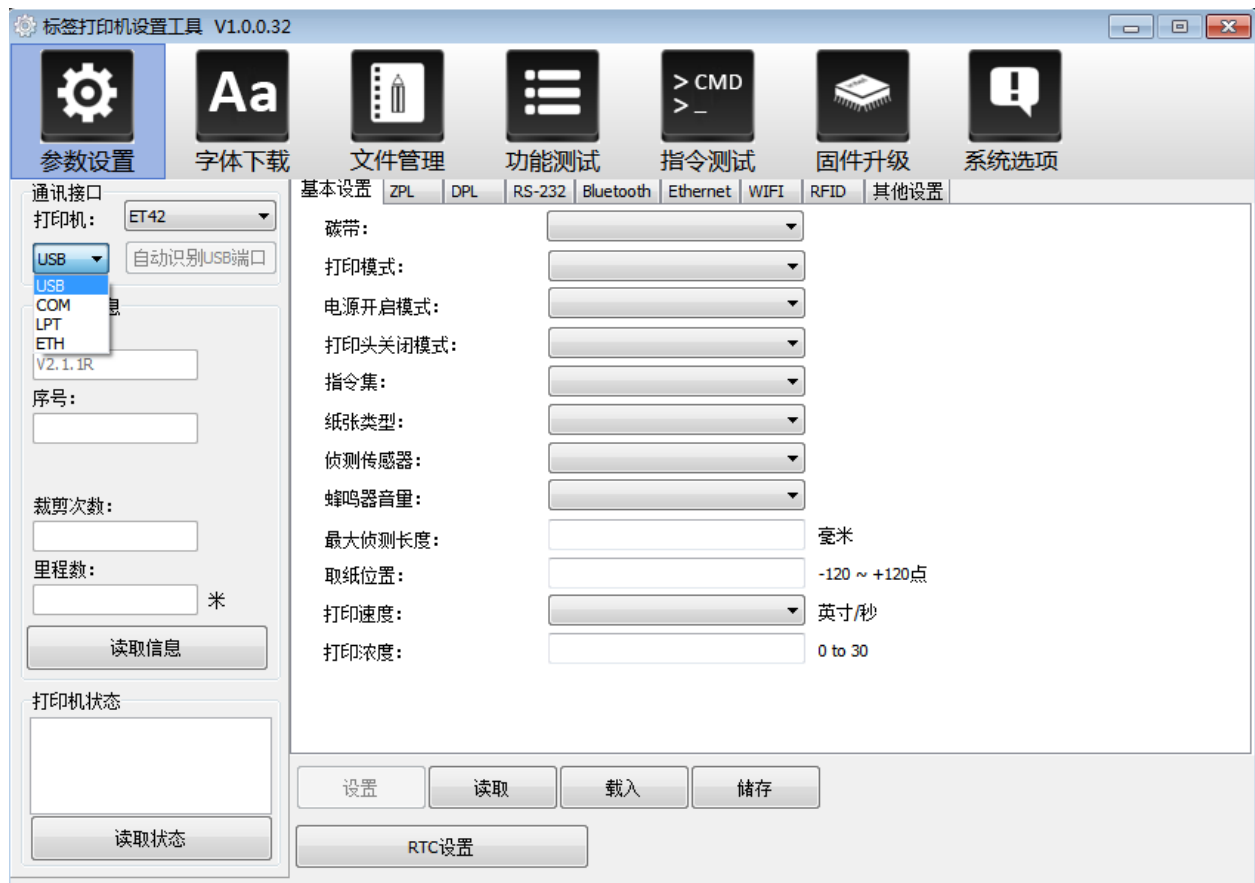 标签打印机设置工具 V1.0.0.32
Aa
> CMD
>_
参数设置 字体下载 文件管理 功能测试 指令测试 固件升级 系统选项
通讯接口
打印机： ET42
USB 自动识别USB端口
USB
COM
LPT
ETH
息
V2.1.1R
序号：
裁剪次数：
里程数：
米
读取信息
打印机状态
读取状态
基本设置 ZPL DPL RS-232 Bluetooth Ethernet WIFI RFID 其他设置
碳带：
打印模式：
电源开启模式：
打印头关闭模式：
指令集：
纸张类型：
侦测传感器：
蜂鸣器音量：
最大侦测长度： 毫米
取纸位置： -120 ~ +120点
打印速度： 英寸/秒
打印浓度： 0 to 30
设置 读取 载入 储存
RTC设置